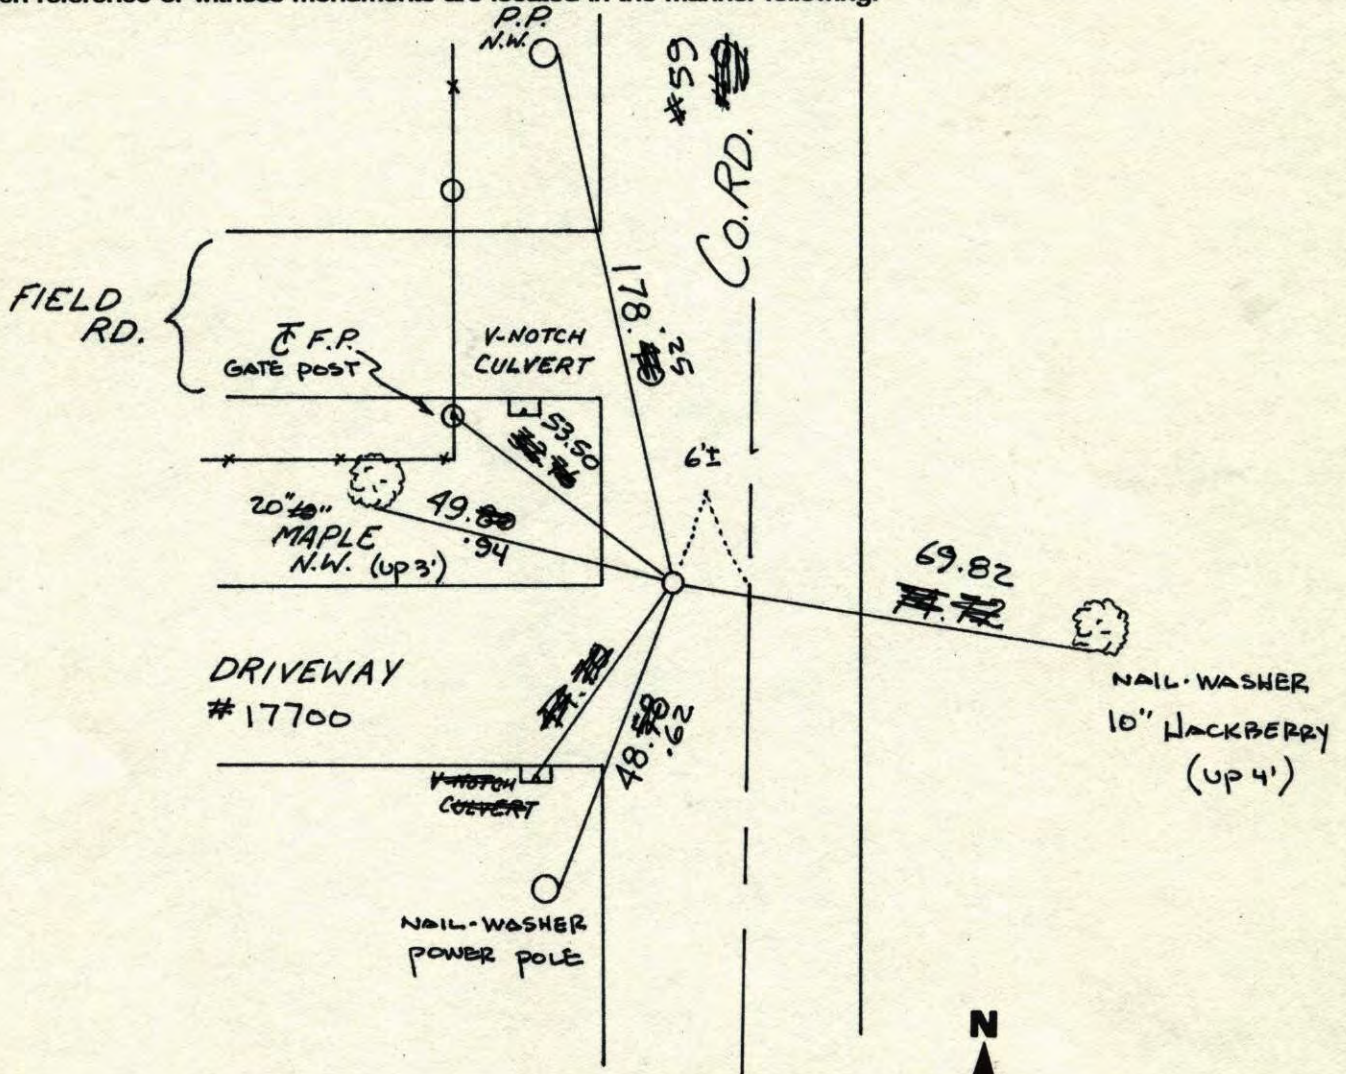 P.P.
N.W.
#59
CO. RD.
FIELD
RD.
F.P.
GATE POST
V-NOTCH
CULVERT
178.
.25
53.50
6'±
20"
MAPLE
N.W. (UP 3')
49.
.94
69.82
DRIVEWAY
#17700
NAIL-WASHER
10" HACKBERRY
(UP 4')
48.
.62
V-NOTCH
CULVERT
NAIL-WASHER
POWER POLE
N